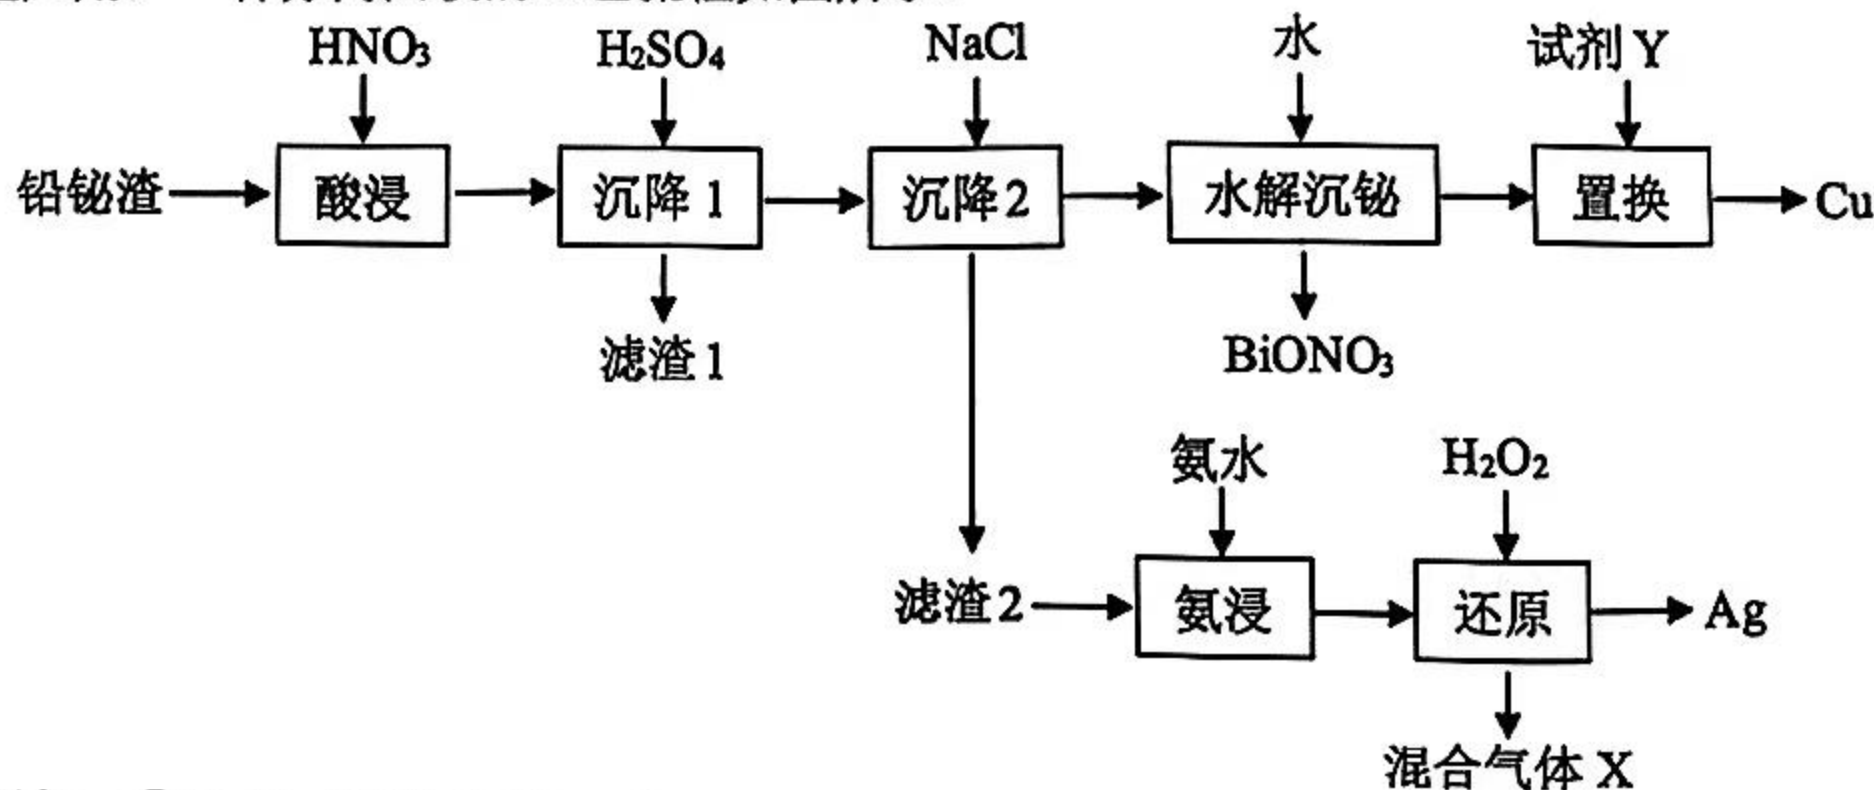 HNO₃ H₂SO₄ NaCl 水 试剂Y
铅铋渣 酸浸 沉降1 沉降2 水解沉铋 置换 Cu
滤渣1 BiONO₃
氨水 H₂O₂
滤渣2 氨浸 还原 Ag
混合气体X